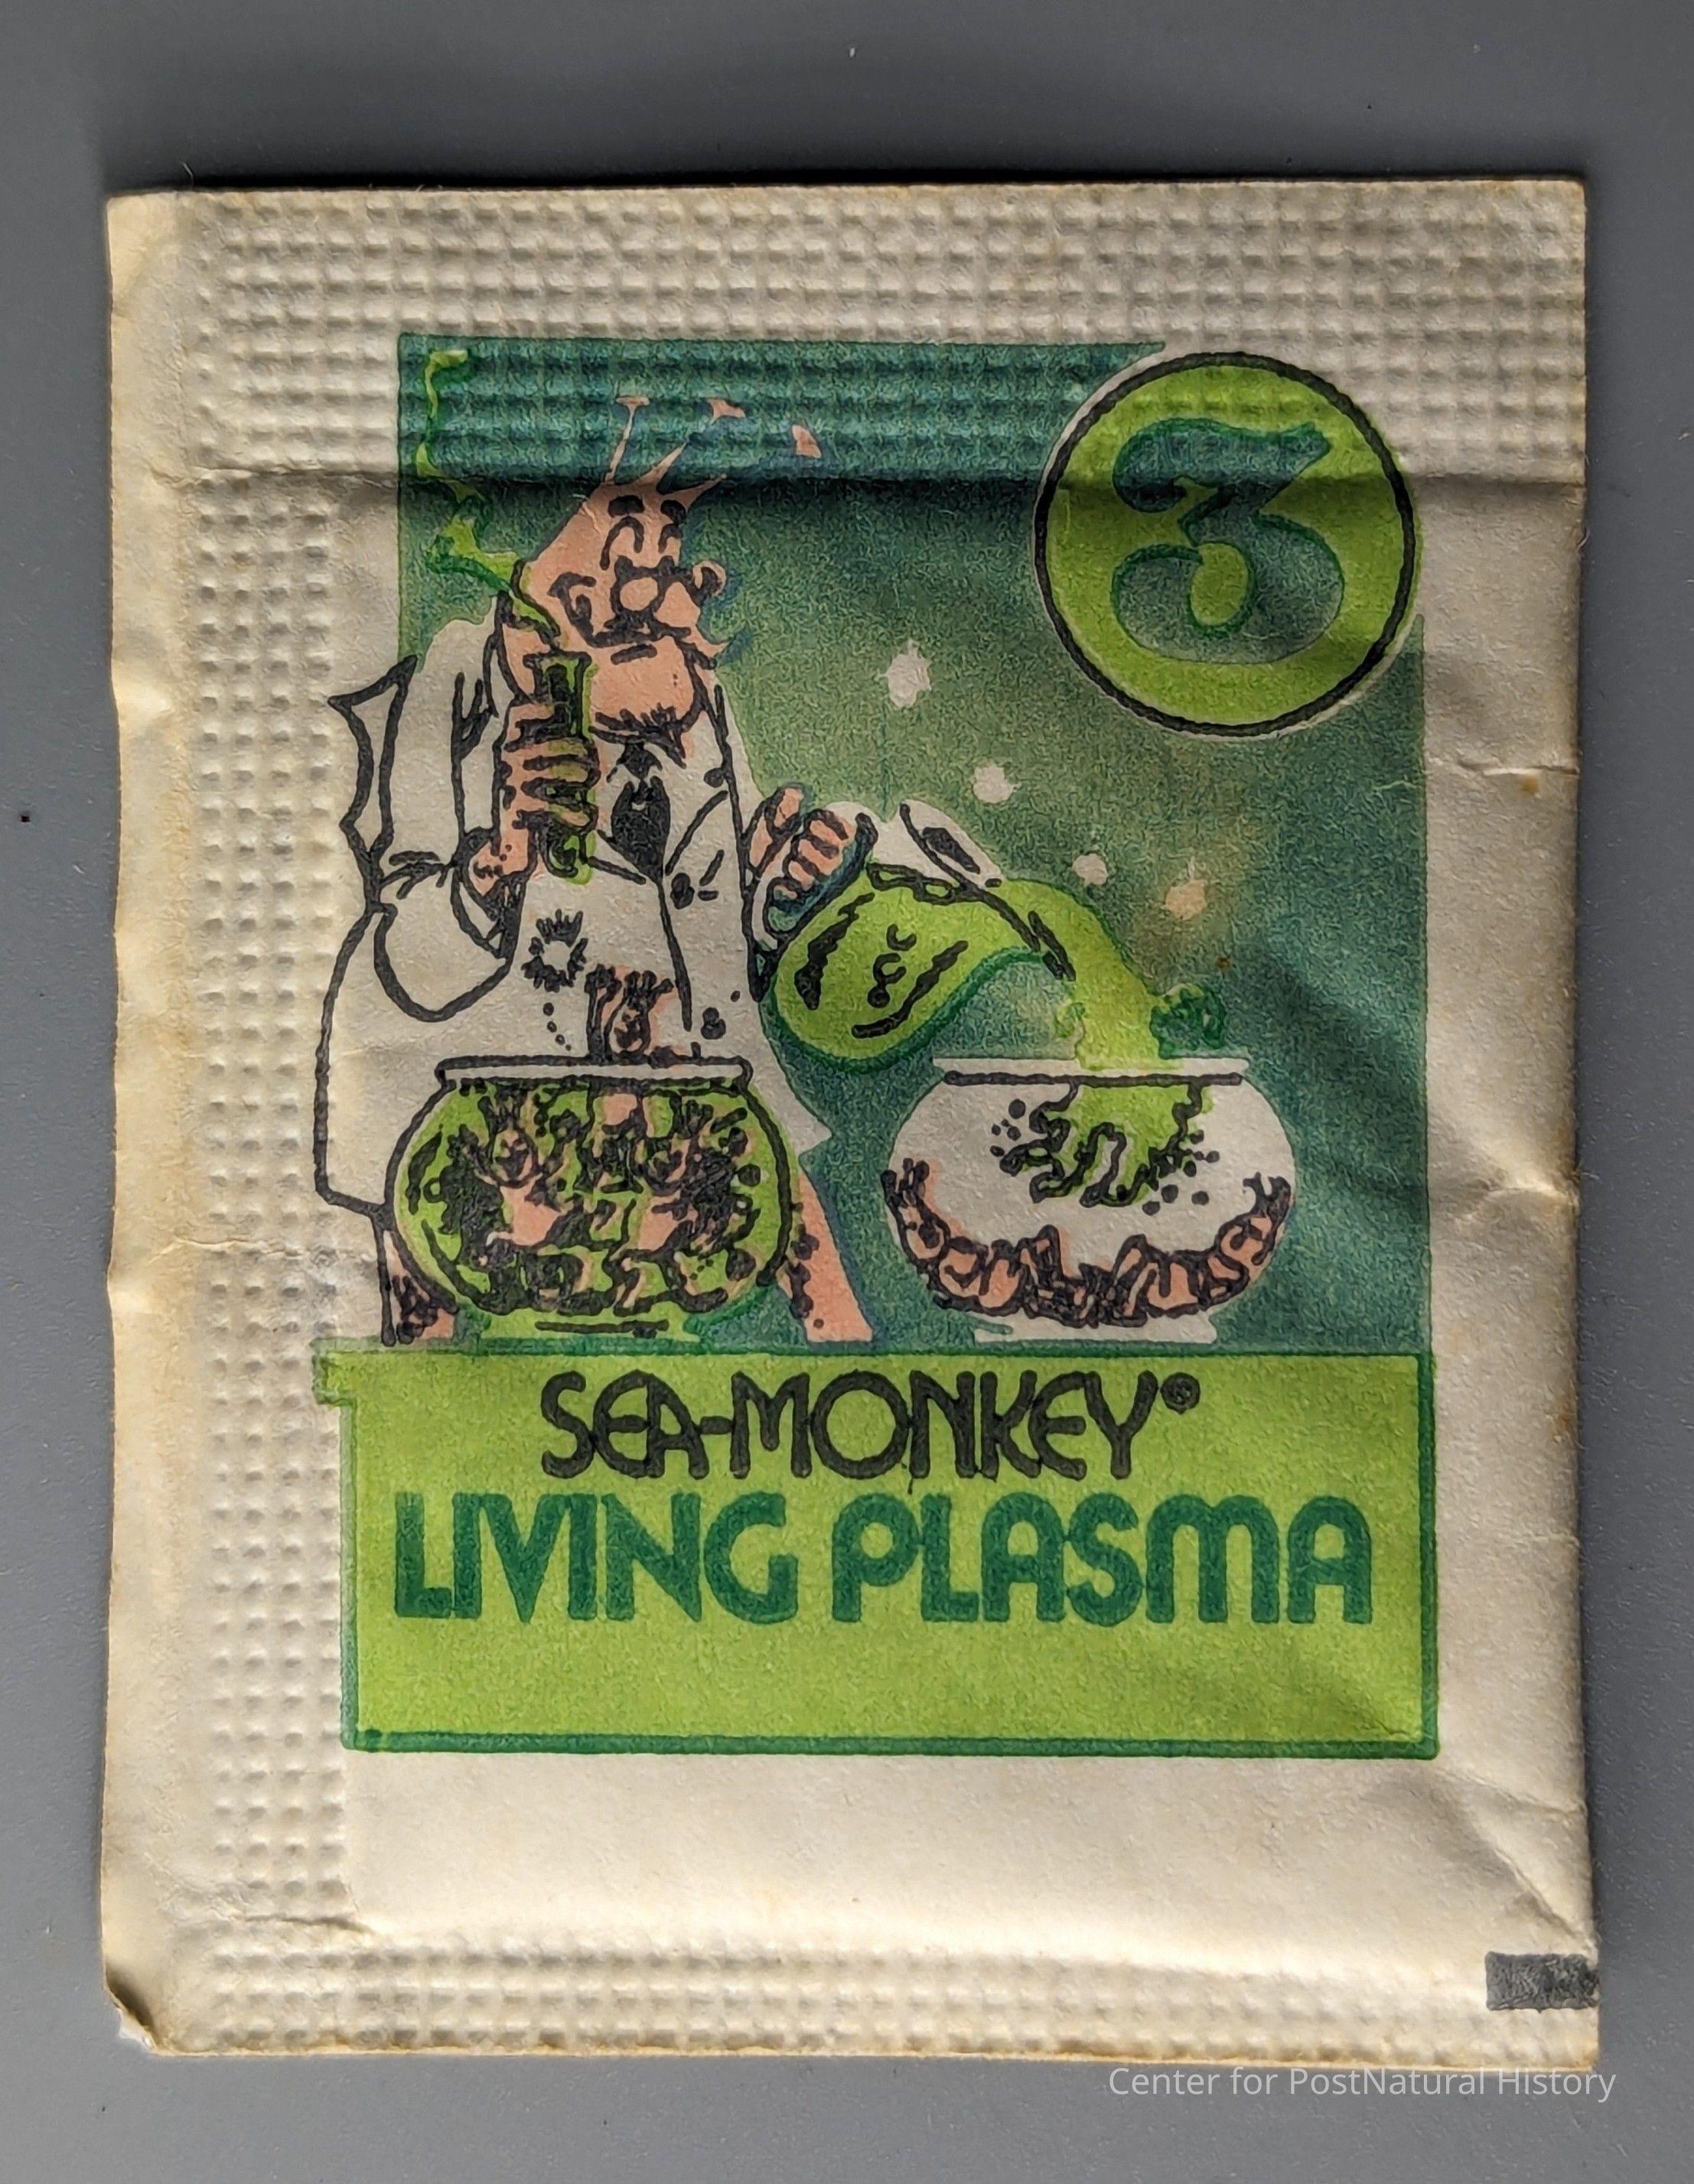 3
SEA-MONKEY®
LIVING PLASMA
Center for PostNatural History